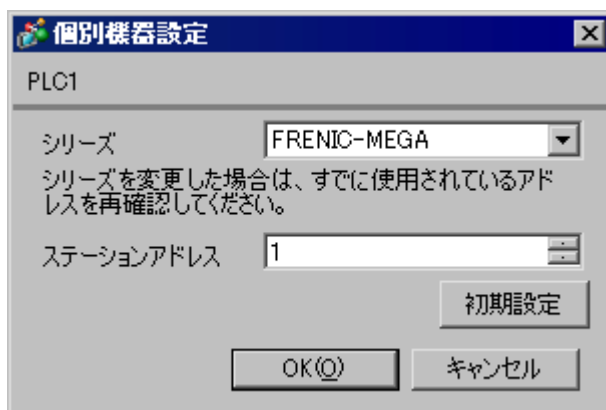 個別機器設定
PLC1
シリーズ
FRENIC-MEGA
シリーズを変更した場合は、すでに使用されているアド
レスを再確認してください。
ステーションアドレス
1
初期設定
OK(O)
キャンセル